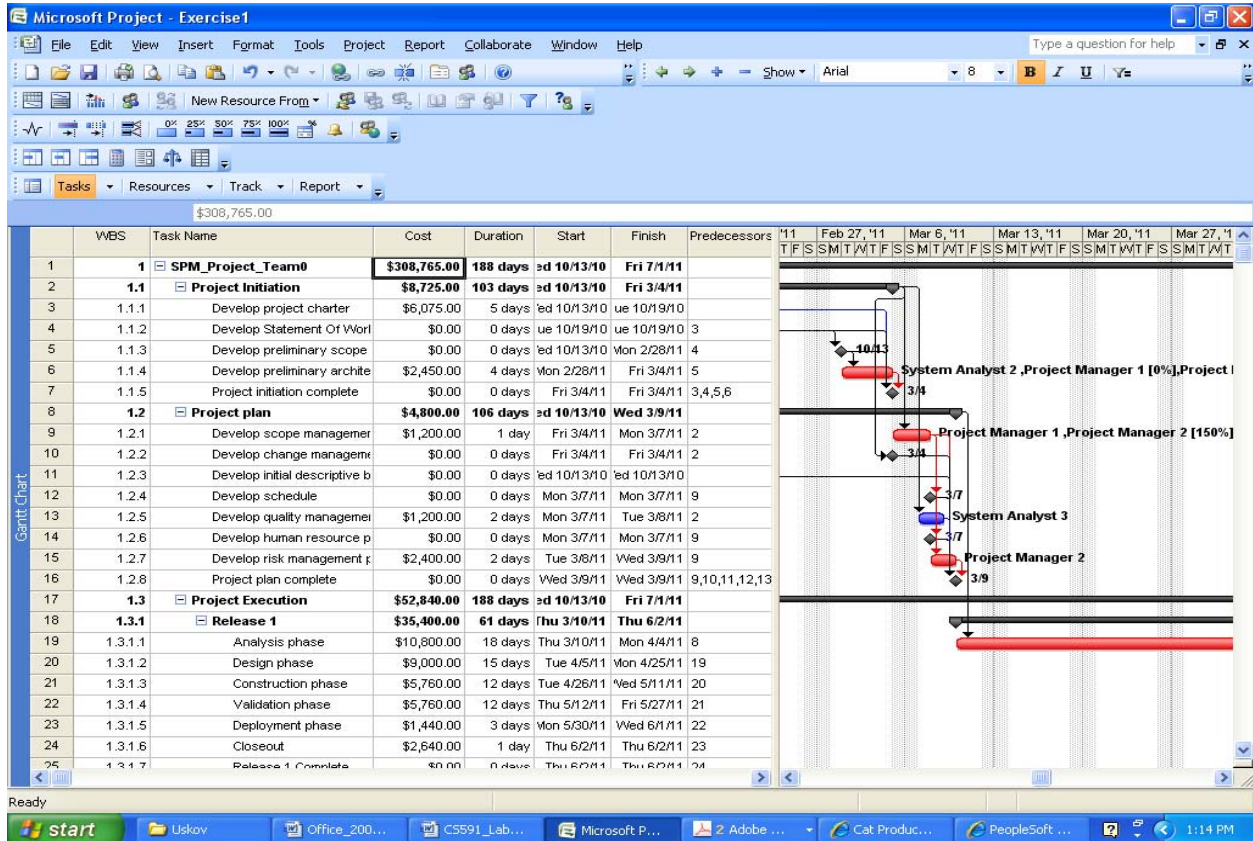 Microsoft Project - Exercise1
File Edit View Insert Format Tools Project Report Collaborate Window Help Type a question for help
Show Arial 8 B I U
New Resource From
0% 25% 50% 75% 100%
Tasks Resources Track Report
$308,765.00
WBS Task Name Cost Duration Start Finish Predecessors '11 Feb 27, '11 Mar 6, '11 Mar 13, '11 Mar 20, '11 Mar 27, '1
T F S S M T W T F S S M T W T F S S M T W T F S S M T W T F S S M T W T
1 1 SPM_Project_Team0 $308,765.00 188 days ed 10/13/10 Fri 7/1/11
2 1.1 Project Initiation $8,725.00 103 days ed 10/13/10 Fri 3/4/11
3 1.1.1 Develop project charter $6,075.00 5 days ed 10/13/10 ue 10/19/10
4 1.1.2 Develop Statement Of Worl $0.00 0 days ue 10/19/10 ue 10/19/10 3
5 1.1.3 Develop preliminary scope $0.00 0 days ed 10/13/10 Mon 2/28/11 4 10/13
6 1.1.4 Develop preliminary archite $2,450.00 4 days Mon 2/28/11 Fri 3/4/11 5 System Analyst 2 ,Project Manager 1 [0%],Project
7 1.1.5 Project initiation complete $0.00 0 days Fri 3/4/11 Fri 3/4/11 3,4,5,6 3/4
8 1.2 Project plan $4,800.00 106 days ed 10/13/10 Wed 3/9/11
9 1.2.1 Develop scope managemer $1,200.00 1 day Fri 3/4/11 Mon 3/7/11 2 Project Manager 1 ,Project Manager 2 [150%]
10 1.2.2 Develop change manageme $0.00 0 days Fri 3/4/11 Fri 3/4/11 2 3/4
11 1.2.3 Develop initial descriptive b $0.00 0 days ed 10/13/10 ed 10/13/10
12 1.2.4 Develop schedule $0.00 0 days Mon 3/7/11 Mon 3/7/11 9 3/7
13 1.2.5 Develop quality managemer $1,200.00 2 days Mon 3/7/11 Tue 3/8/11 2 System Analyst 3
14 1.2.6 Develop human resource p $0.00 0 days Mon 3/7/11 Mon 3/7/11 9 3/7
15 1.2.7 Develop risk management p $2,400.00 2 days Tue 3/8/11 Wed 3/9/11 9 Project Manager 2
16 1.2.8 Project plan complete $0.00 0 days Wed 3/9/11 Wed 3/9/11 9,10,11,12,13 3/9
17 1.3 Project Execution $52,840.00 188 days ed 10/13/10 Fri 7/1/11
18 1.3.1 Release 1 $35,400.00 61 days Thu 3/10/11 Thu 6/2/11
19 1.3.1.1 Analysis phase $10,800.00 18 days Thu 3/10/11 Mon 4/4/11 8
20 1.3.1.2 Design phase $9,000.00 15 days Tue 4/5/11 Mon 4/25/11 19
21 1.3.1.3 Construction phase $5,760.00 12 days Tue 4/26/11 Wed 5/11/11 20
22 1.3.1.4 Validation phase $5,760.00 12 days Thu 5/12/11 Fri 5/27/11 21
23 1.3.1.5 Deployment phase $1,440.00 3 days Mon 5/30/11 Wed 6/1/11 22
24 1.3.1.6 Closeout $2,640.00 1 day Thu 6/2/11 Thu 6/2/11 23
25 1.3.1.7 Release 1 Complete $0.00 0 days Thu 6/2/11 Thu 6/2/11 24
Gantt Chart
Ready
start Uskov Office_200... CS591_Lab... Microsoft P... 2 Adobe ... Cat Produc... PeopleSoft ... 1:14 PM